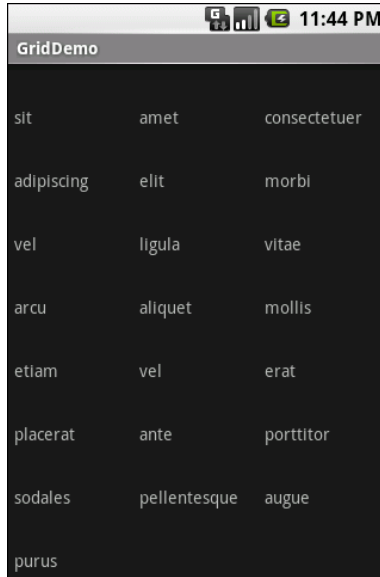 G 11:44 PM
GridDemo
sit amet consectetuer
adipiscing elit morbi
vel ligula vitae
arcu aliquet mollis
etiam vel erat
placerat ante porttitor
sodales pellentesque augue
purus